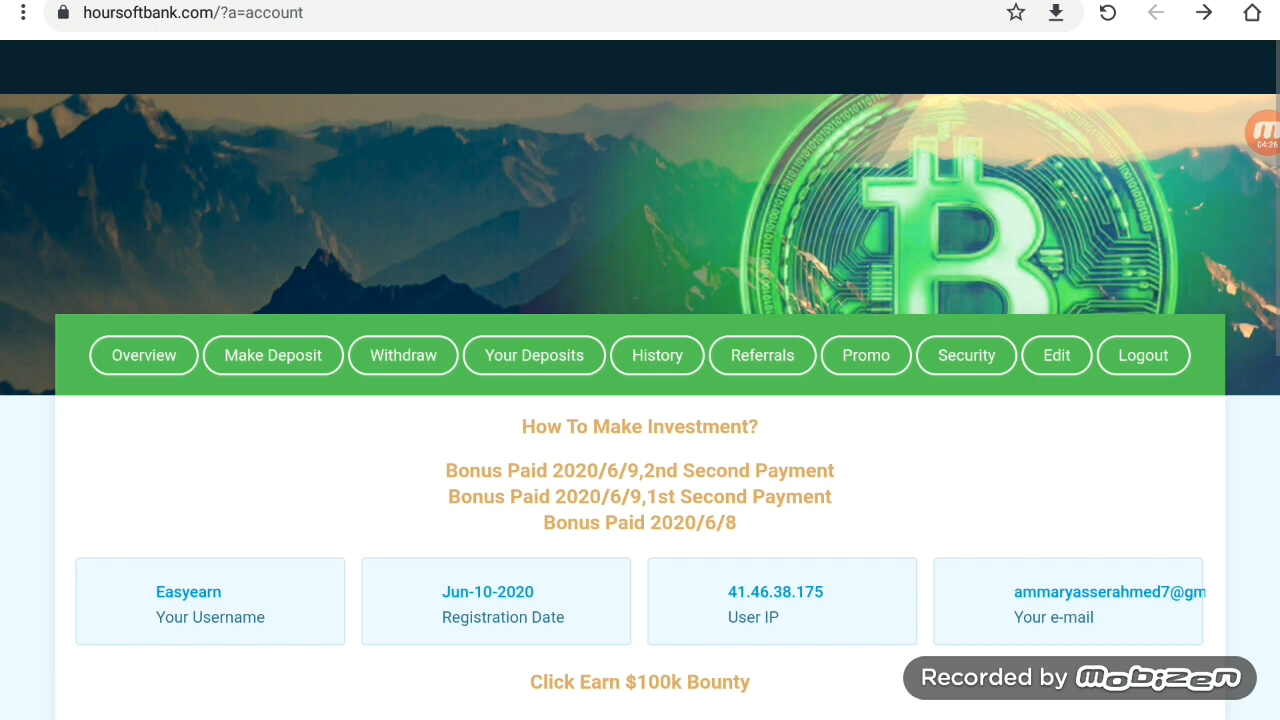 hoursoftbank.com/?a=account
04:26
Overview Make Deposit Withdraw Your Deposits History Referrals Promo Security Edit Logout
How To Make Investment?
Bonus Paid 2020/6/9,2nd Second Payment
Bonus Paid 2020/6/9,1st Second Payment
Bonus Paid 2020/6/8
Easyearn Jun-10-2020 41.46.38.175 ammaryasserahmed7@gm
Your Username Registration Date User IP Your e-mail
Click Earn $100k Bounty
Recorded by mobizen